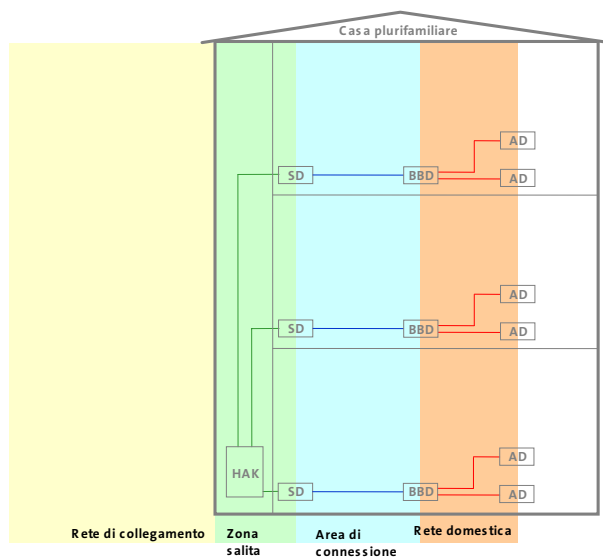 Casa plurifamiliare
AD
SD
BBD
AD
AD
SD
BBD
AD
HAK
AD
SD
BBD
AD
Rete di collegamento
Zona
salita
Area di
connessione
Rete domestica